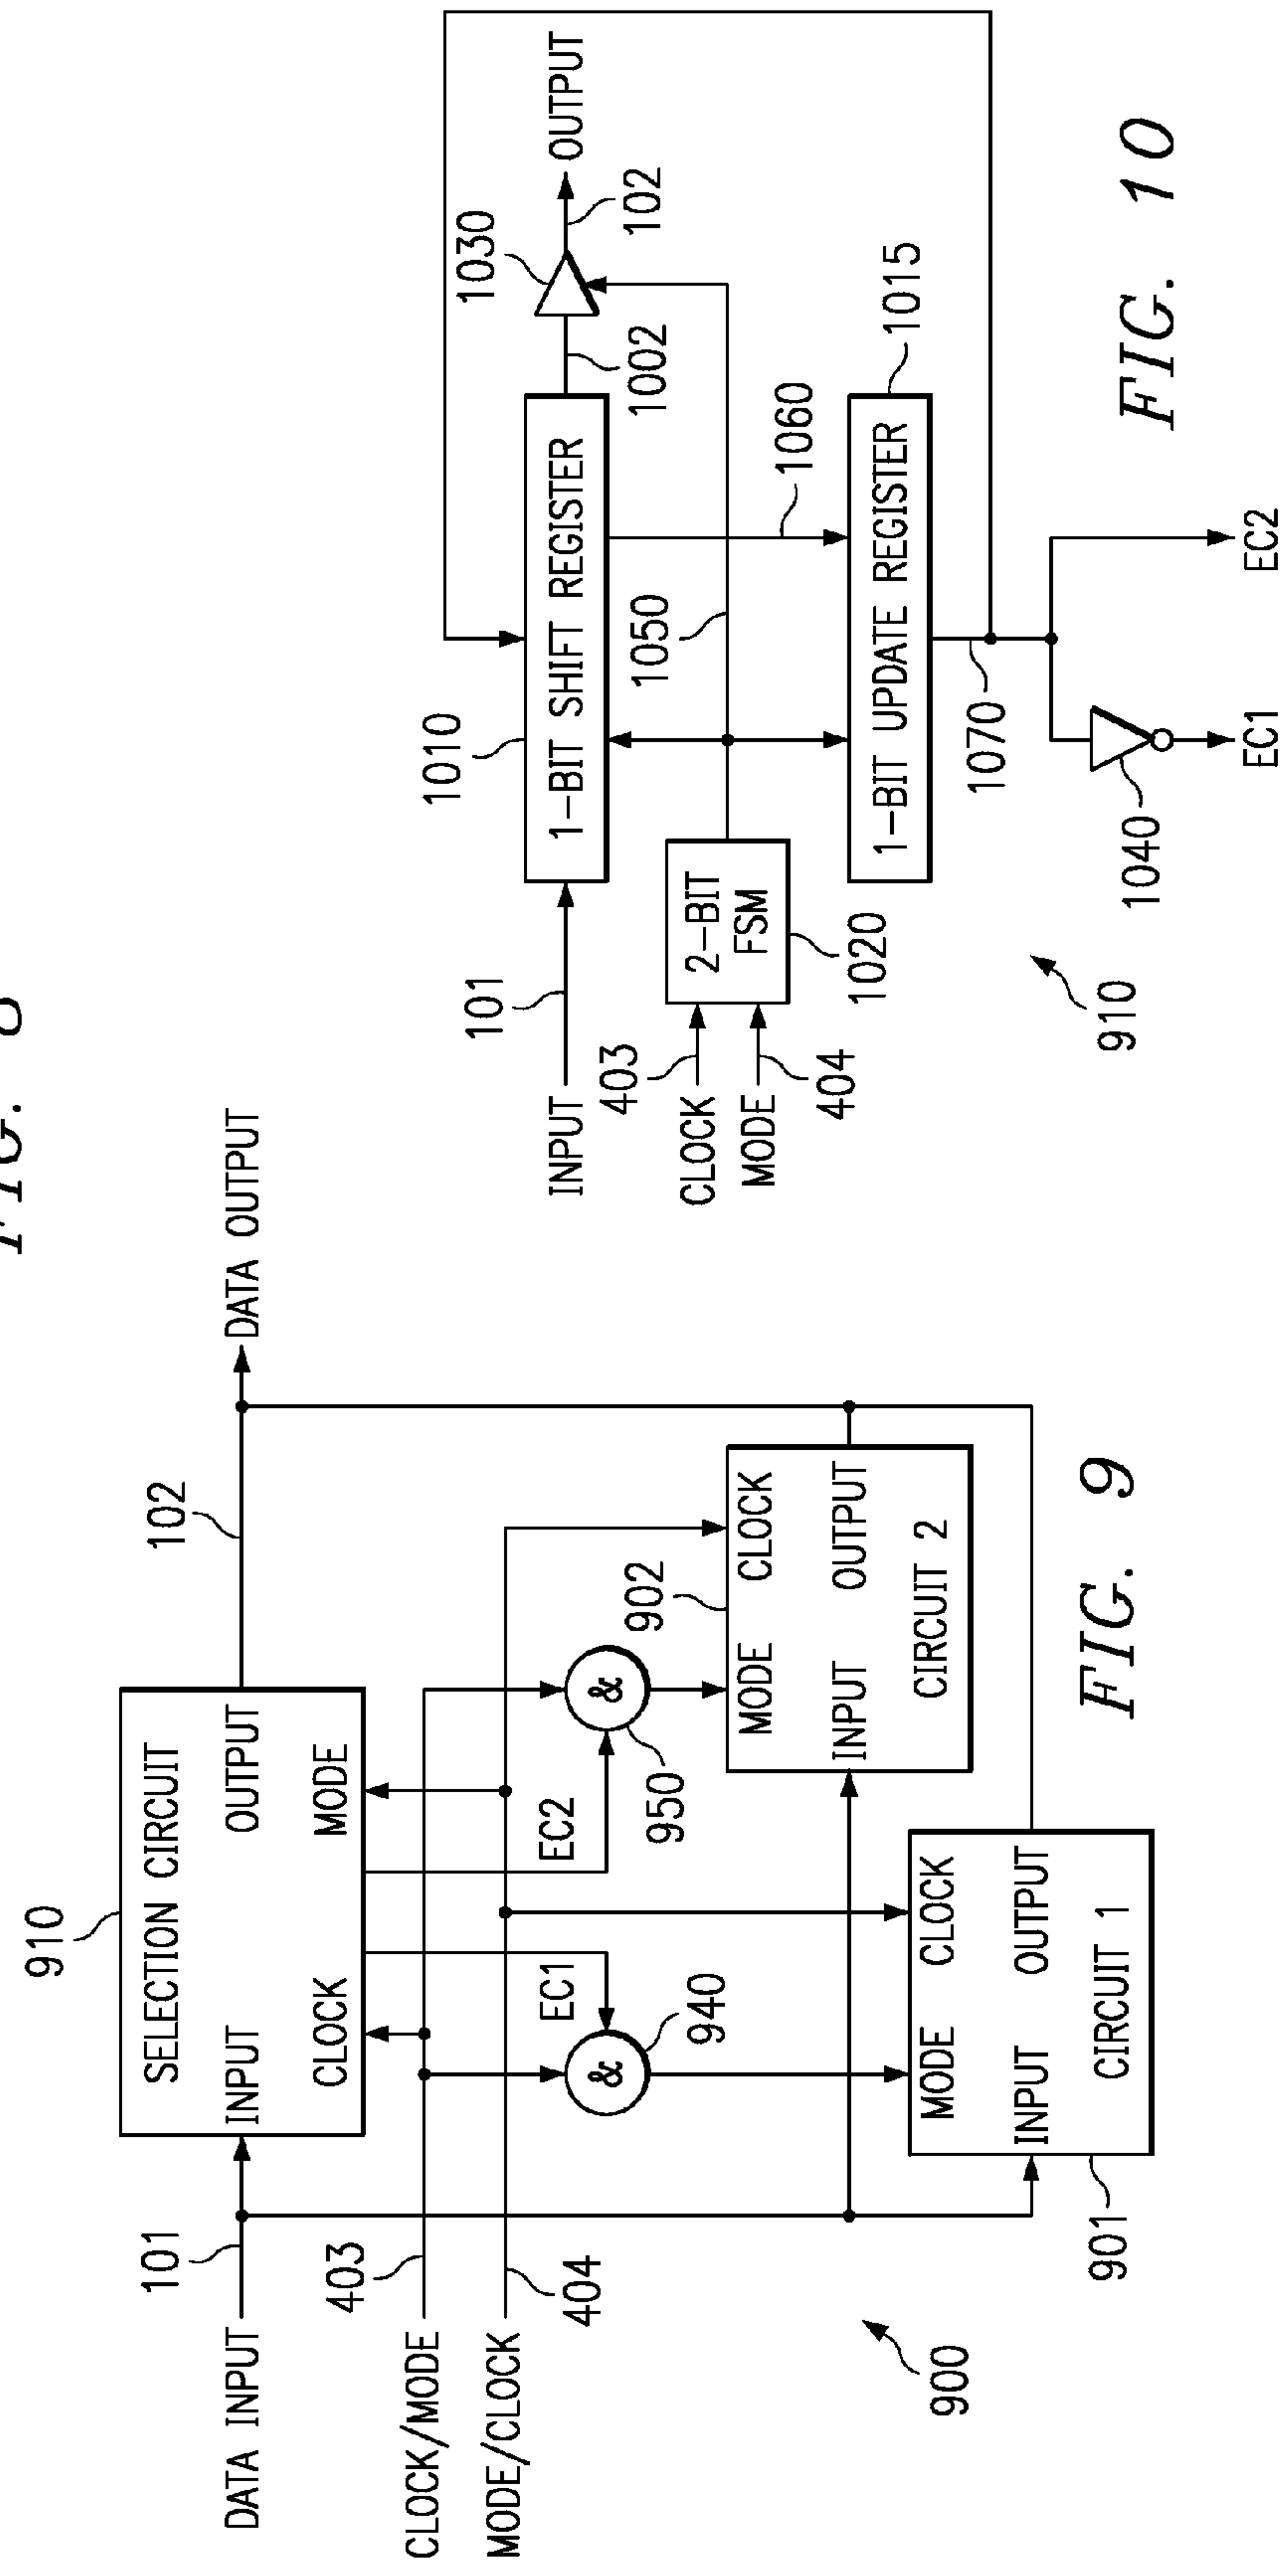 FIG. 8
910
SELECTION CIRCUIT
INPUT
OUTPUT
CLOCK
MODE
101
102
DATA INPUT
DATA OUTPUT
403
CLOCK/MODE
404
MODE/CLOCK
EC1
EC2
&
940
&
950
902
MODE
CLOCK
INPUT
OUTPUT
CIRCUIT 2
MODE
CLOCK
INPUT
OUTPUT
CIRCUIT 1
901
900
FIG. 9
1010
1-BIT SHIFT REGISTER
101
INPUT
1030
OUTPUT
102
1002
1050
1060
403
CLOCK
MODE
404
2-BIT
FSM
1020
1015
1-BIT UPDATE REGISTER
1070
1040
EC1
EC2
910
FIG. 10